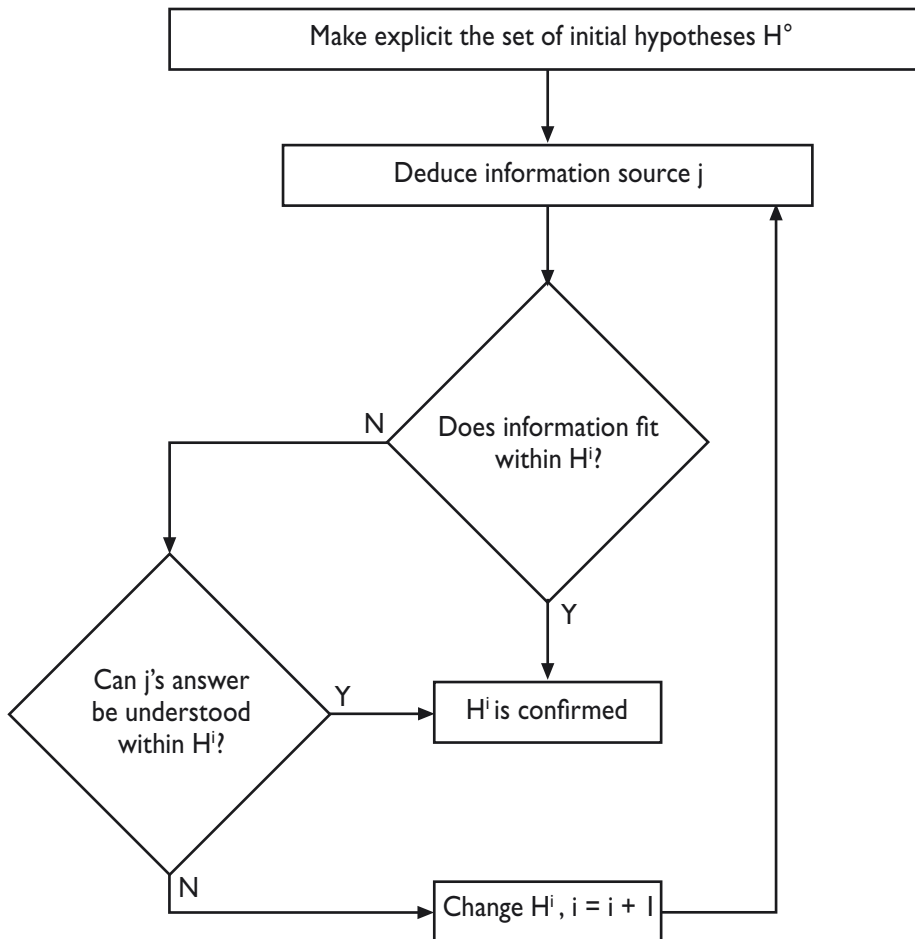 Make explicit the set of initial hypotheses H°
Deduce information source j
N
Does information fit
within Hⁱ?
Y
Can j's answer
be understood
within Hⁱ?
Y
Hⁱ is confirmed
N
Change Hⁱ, i = i + 1